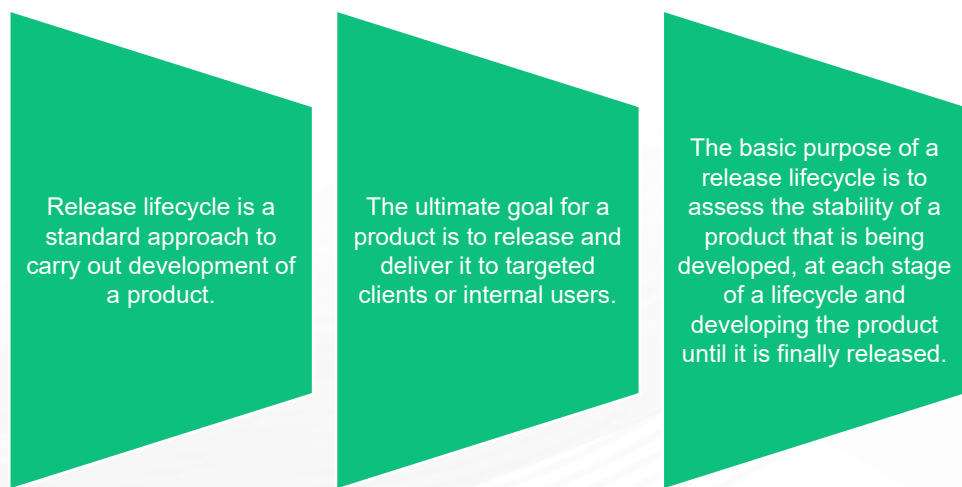 Release lifecycle is a
standard approach to
carry out development of
a product.
The ultimate goal for a
product is to release and
deliver it to targeted
clients or internal users.
The basic purpose of a
release lifecycle is to
assess the stability of a
product that is being
developed, at each stage
of a lifecycle and
developing the product
until it is finally released.